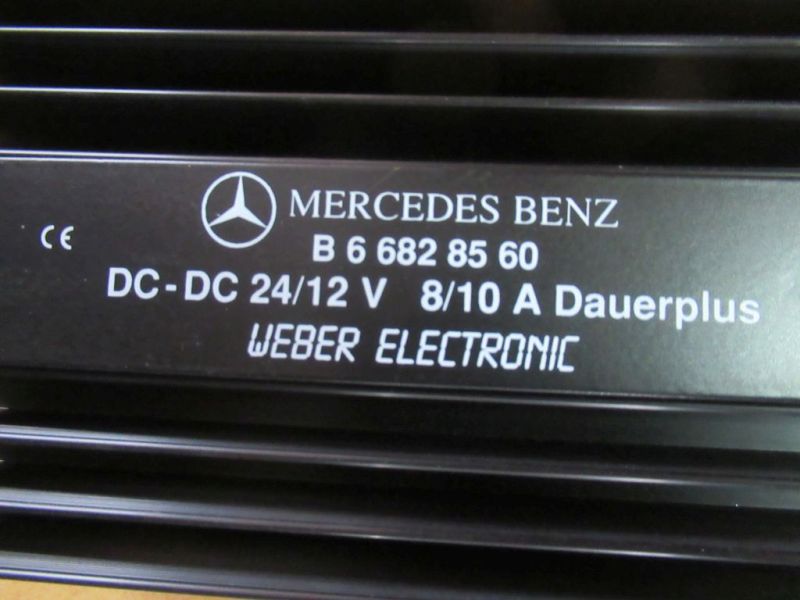 MERCEDES BENZ
CE
B 6 682 85 60
DC-DC 24/12 V 8/10 A Dauerplus
WEBER ELECTRONIC